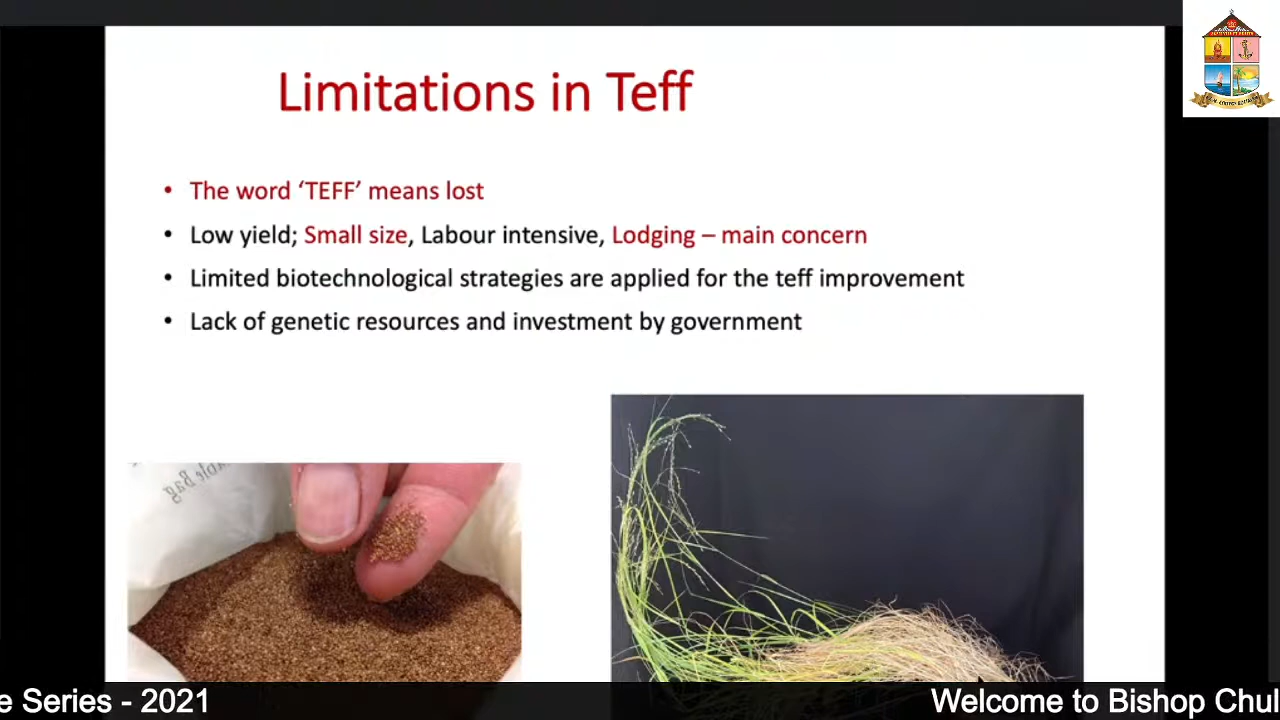 Limitations in Teff
• The word ‘TEFF’ means lost
• Low yield; Small size, Labour intensive, Lodging – main concern
• Limited biotechnological strategies are applied for the teff improvement
• Lack of genetic resources and investment by government
Bag
e Series - 2021
Welcome to Bishop Chul